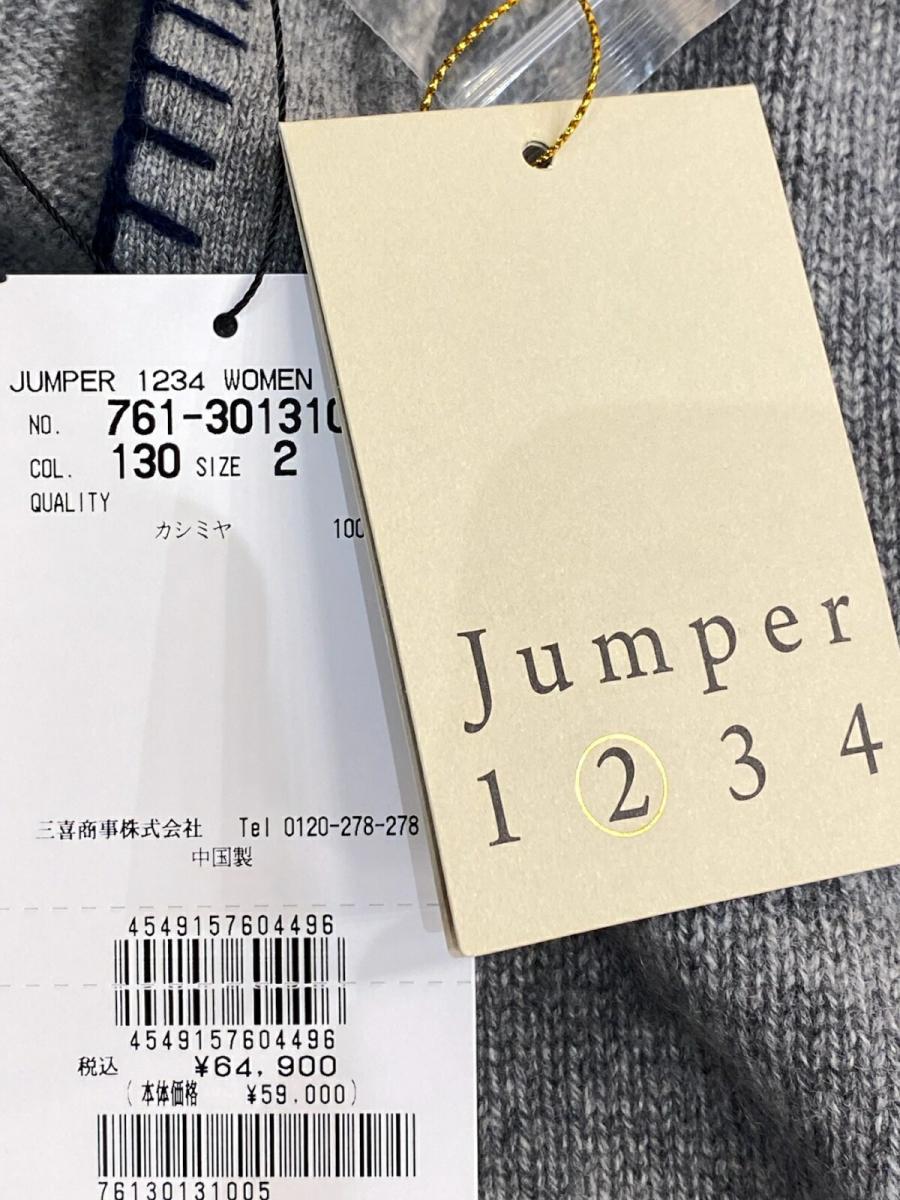 JUMPER 1234 WOMEN
NO. 761-301310
COL. 130 SIZE 2
QUALITY
カシミヤ 100
三喜商事株式会社 Tel 0120-278-278
中国製
4549157604496
4549157604496
税込 ¥64,900
(本体価格 ¥59,000)
76130131005
Jumper
1 2 3 4